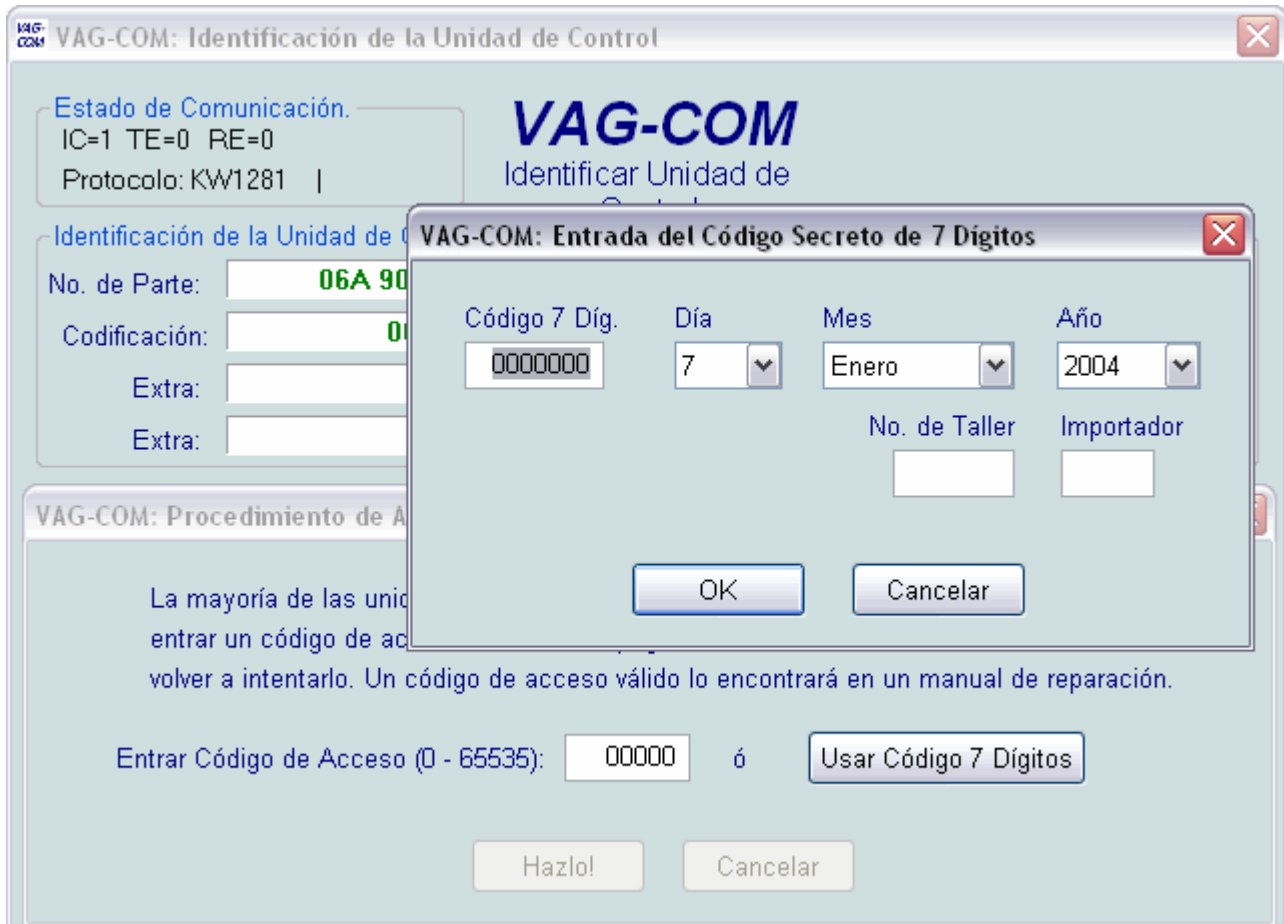 VAG-COM
VAG-COM: Identificación de la Unidad de Control
Estado de Comunicación.
IC=1 TE=0 RE=0
Protocolo: KW1281 |
VAG-COM
Identificar Unidad de
Identificación de la Unidad de
No. de Parte: 06A 90
Codificación:
Extra:
Extra:
VAG-COM: Entrada del Código Secreto de 7 Dígitos
Código 7 Díg. Día Mes Año
0000000 7 Enero 2004
No. de Taller Importador
OK Cancelar
VAG-COM: Procedimiento de A
La mayoría de las
entrar un código de
volver a intentarlo. Un código de acceso válido lo encontrará en un manual de reparación.
Entrar Código de Acceso (0 - 65535): 00000 ó Usar Código 7 Dígitos
Hazlo! Cancelar